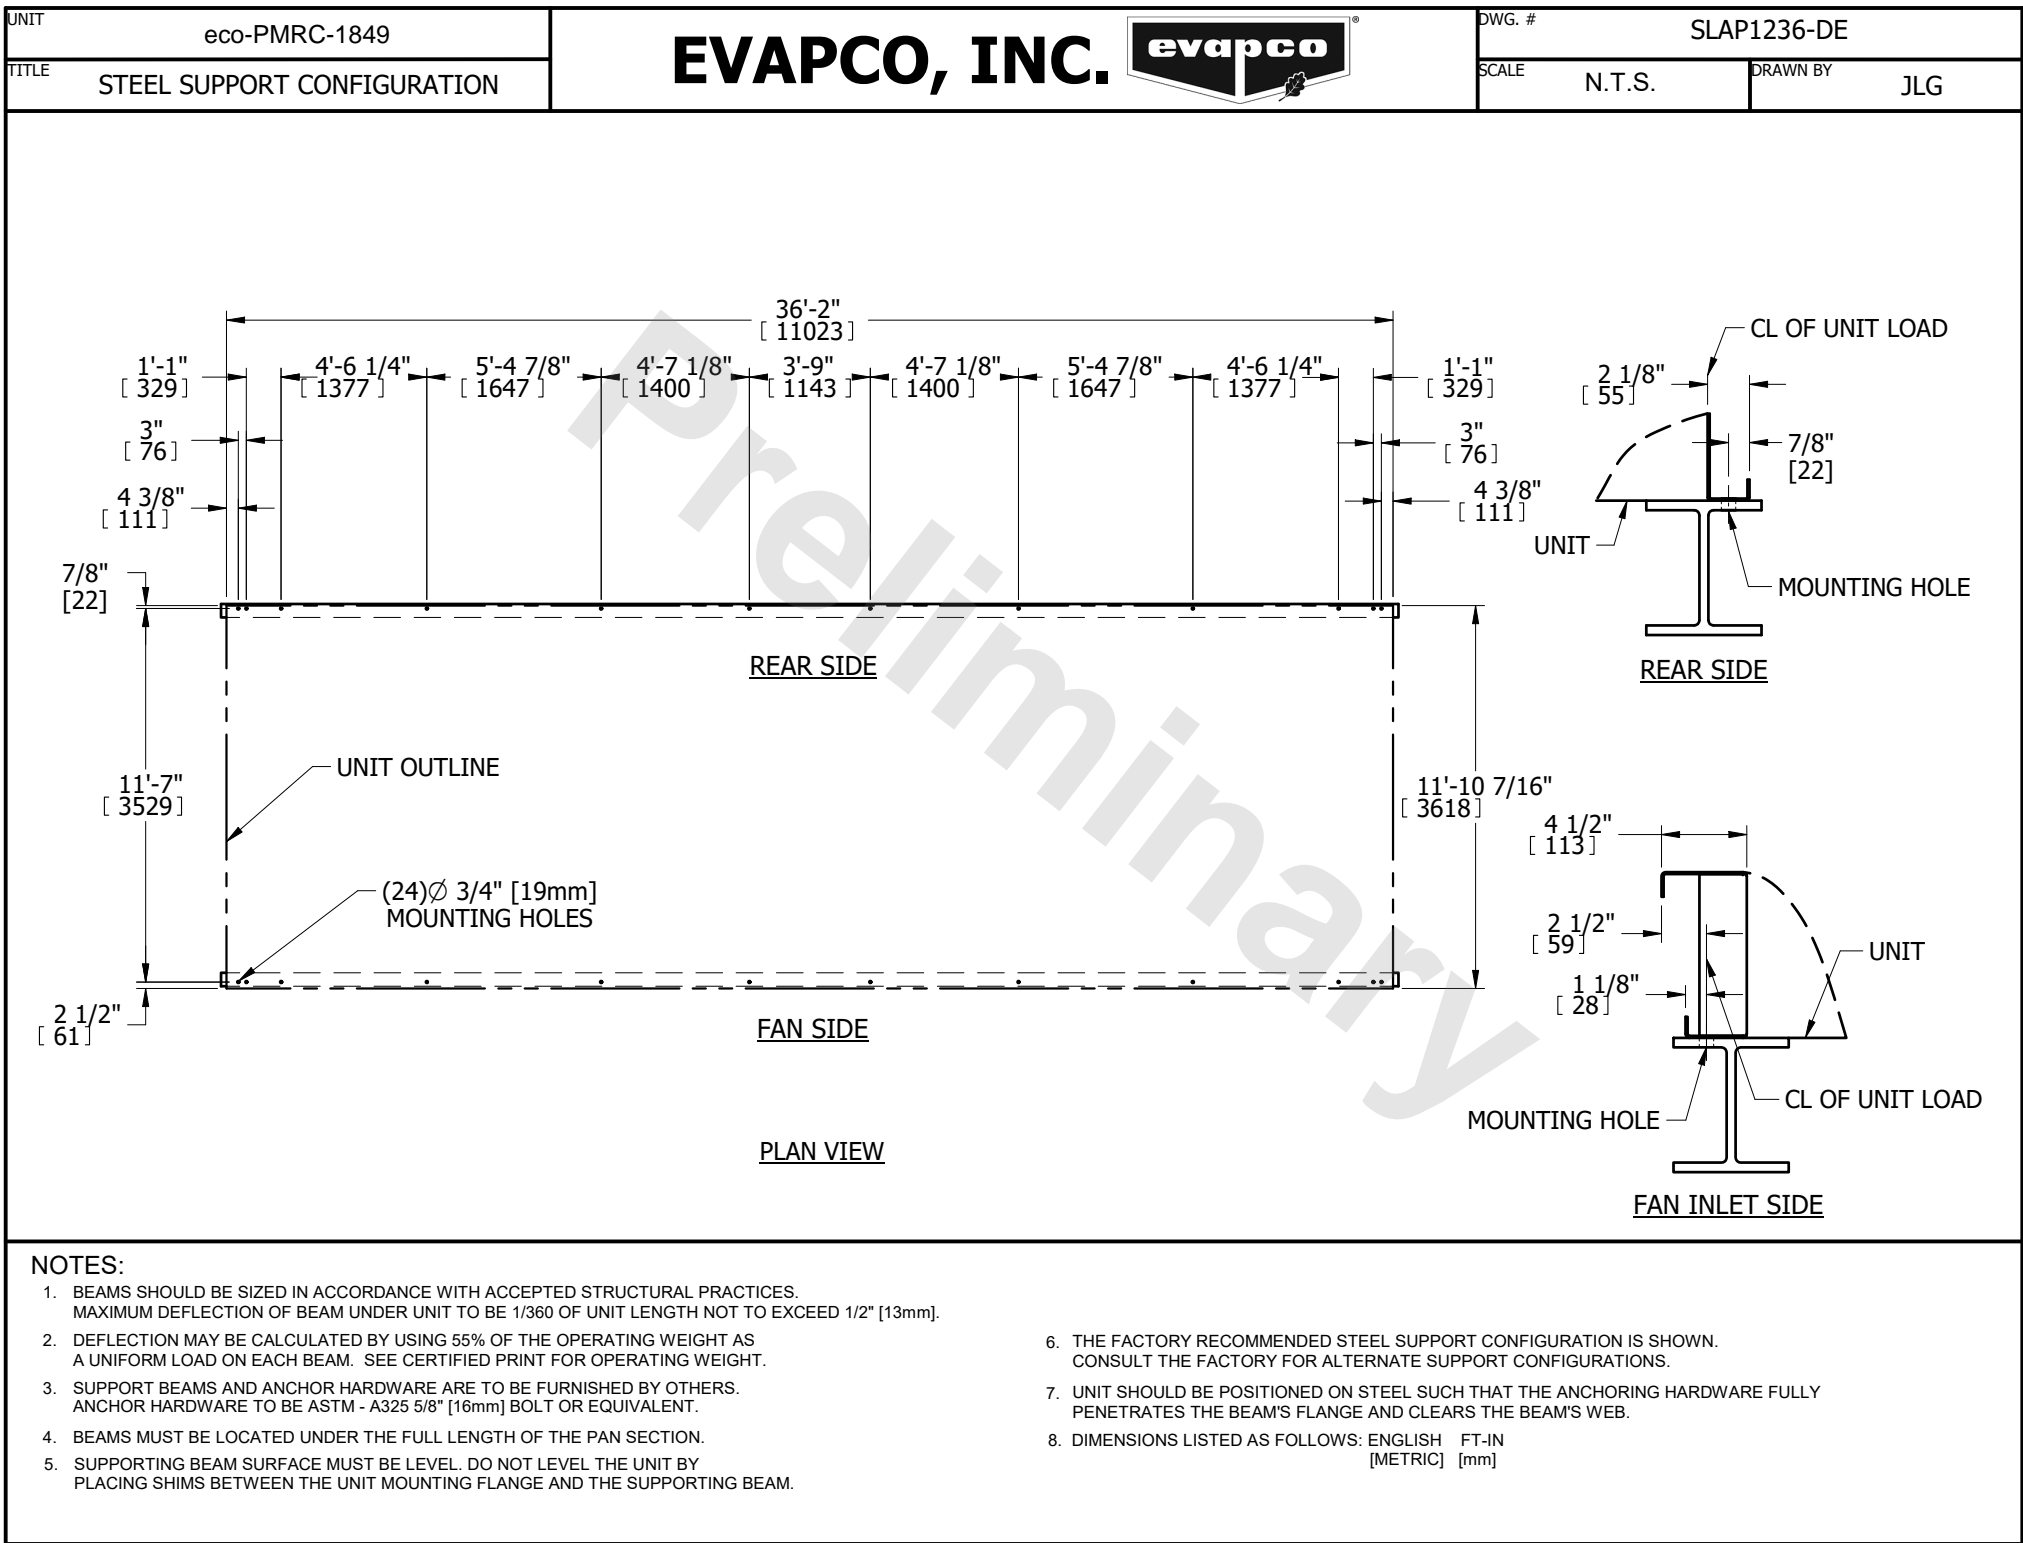 UNIT
eco-PMRC-1849
TITLE
STEEL SUPPORT CONFIGURATION
EVAPCO, INC.
evapco
®
DWG. #
SLAP1236-DE
SCALE
N.T.S.
DRAWN BY
JLG
36'-2"
[ 11023]
1'-1"
[ 329]
4'-6 1/4"
[ 1377 ]
5'-4 7/8"
[ 1647 ]
4'-7 1/8"
[ 1400 ]
3'-9"
[ 1143 ]
4'-7 1/8"
[ 1400 ]
5'-4 7/8"
[ 1647 ]
4'-6 1/4"
[ 1377 ]
1'-1"
[ 329]
3"
[ 76]
3"
[ 76]
4 3/8"
[ 111]
4 3/8"
[ 111]
7/8"
[22]
REAR SIDE
11'-7"
[ 3529]
UNIT OUTLINE
11'-10 7/16"
[ 3618]
(24)Ø 3/4" [19mm]
MOUNTING HOLES
2 1/2"
[ 61]
FAN SIDE
PLAN VIEW
Preliminary
CL OF UNIT LOAD
2 1/8"
[ 55]
7/8"
[22]
UNIT
MOUNTING HOLE
REAR SIDE
4 1/2"
[ 113]
2 1/2"
[ 59]
UNIT
1 1/8"
[ 28]
CL OF UNIT LOAD
MOUNTING HOLE
FAN INLET SIDE
NOTES:
1. BEAMS SHOULD BE SIZED IN ACCORDANCE WITH ACCEPTED STRUCTURAL PRACTICES.
MAXIMUM DEFLECTION OF BEAM UNDER UNIT TO BE 1/360 OF UNIT LENGTH NOT TO EXCEED 1/2" [13mm].
2. DEFLECTION MAY BE CALCULATED BY USING 55% OF THE OPERATING WEIGHT AS
A UNIFORM LOAD ON EACH BEAM. SEE CERTIFIED PRINT FOR OPERATING WEIGHT.
3. SUPPORT BEAMS AND ANCHOR HARDWARE ARE TO BE FURNISHED BY OTHERS.
ANCHOR HARDWARE TO BE ASTM - A325 5/8" [16mm] BOLT OR EQUIVALENT.
4. BEAMS MUST BE LOCATED UNDER THE FULL LENGTH OF THE PAN SECTION.
5. SUPPORTING BEAM SURFACE MUST BE LEVEL. DO NOT LEVEL THE UNIT BY
PLACING SHIMS BETWEEN THE UNIT MOUNTING FLANGE AND THE SUPPORTING BEAM.
6. THE FACTORY RECOMMENDED STEEL SUPPORT CONFIGURATION IS SHOWN.
CONSULT THE FACTORY FOR ALTERNATE SUPPORT CONFIGURATIONS.
7. UNIT SHOULD BE POSITIONED ON STEEL SUCH THAT THE ANCHORING HARDWARE FULLY
PENETRATES THE BEAM'S FLANGE AND CLEARS THE BEAM'S WEB.
8. DIMENSIONS LISTED AS FOLLOWS: ENGLISH FT-IN
[METRIC] [mm]